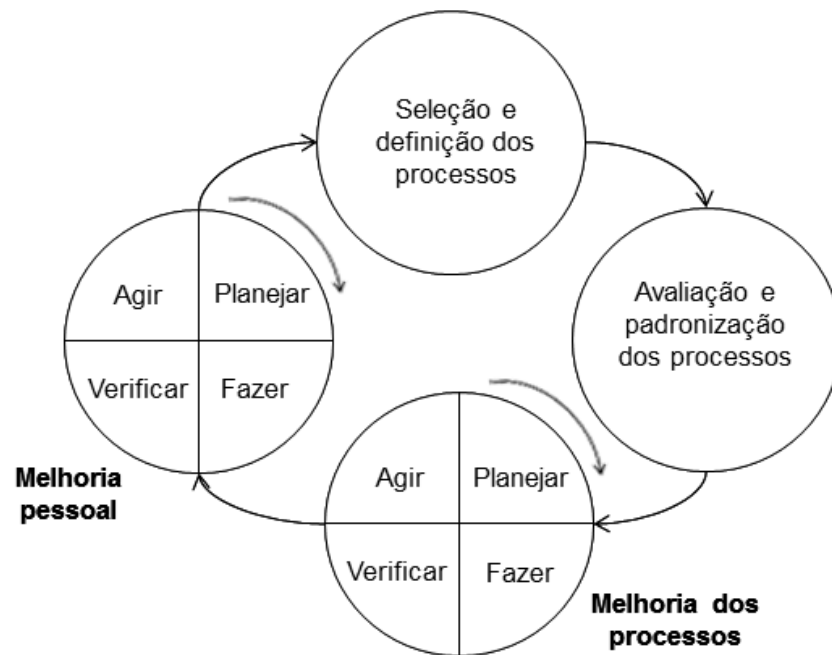 Seleção e
definição dos
processos
Avaliação e
padronização
dos processos
Agir
Planejar
Verificar
Fazer
Melhoria
pessoal
Agir
Planejar
Verificar
Fazer
Melhoria dos
processos